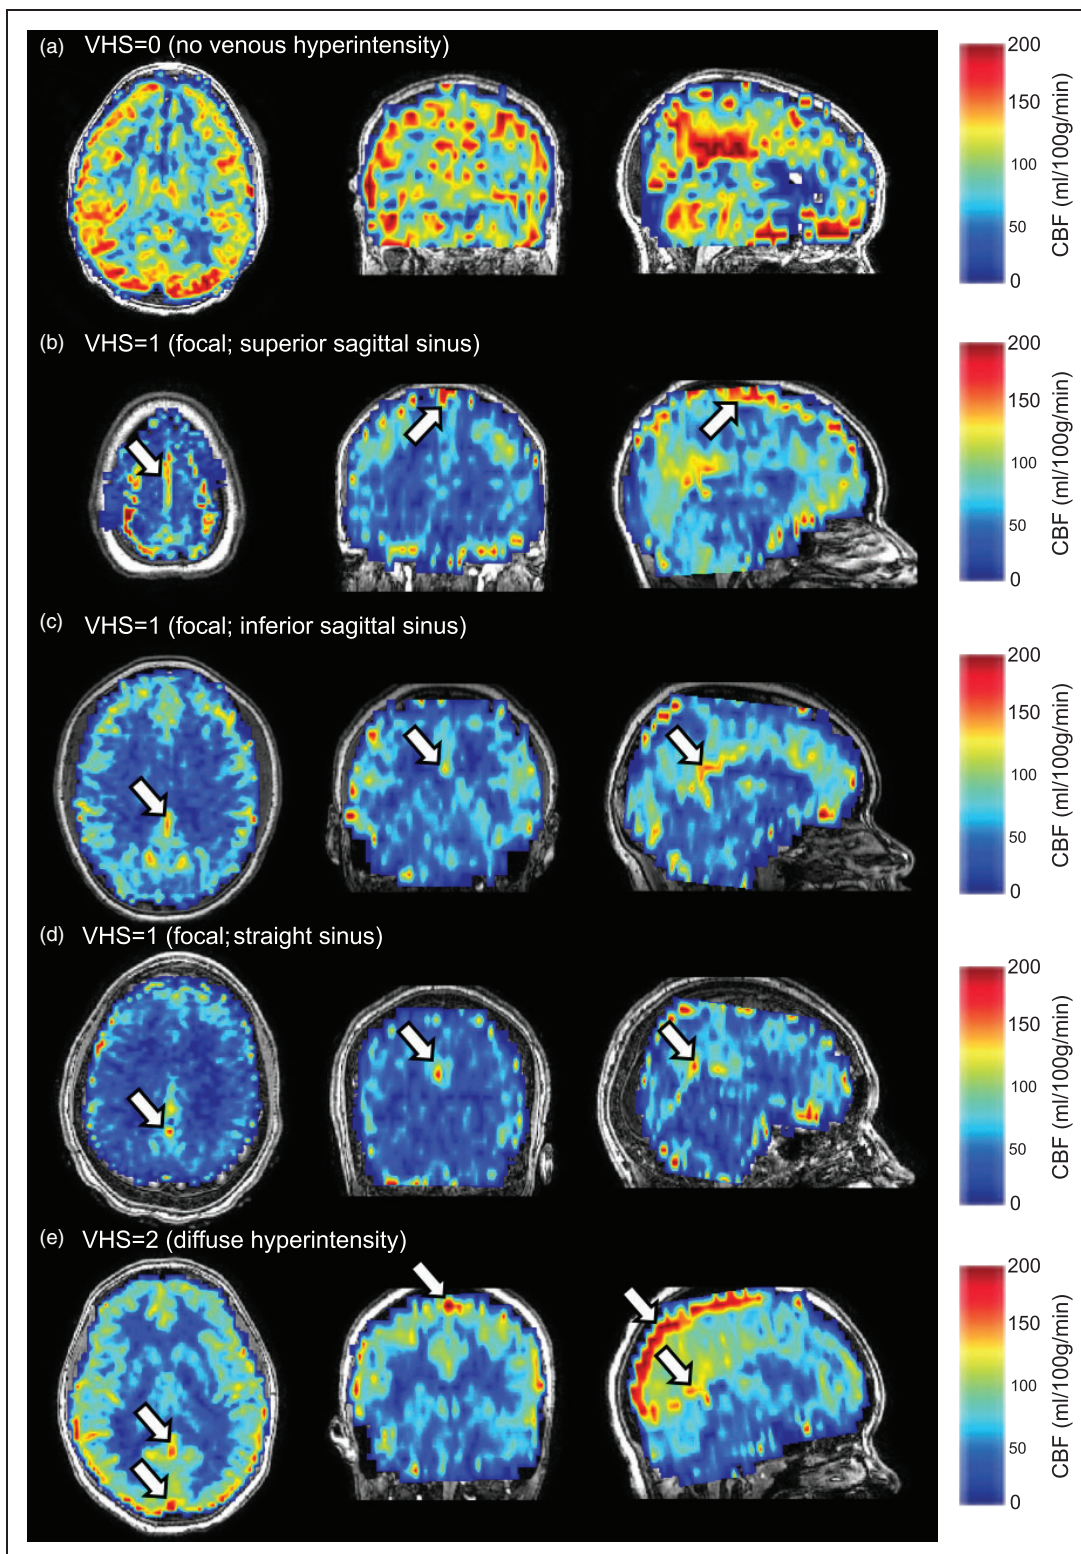 (a) VHS=0 (no venous hyperintensity)
200
150
100
50
0
CBF (ml/100g/min)
(b) VHS=1 (focal; superior sagittal sinus)
200
150
100
50
0
CBF (ml/100g/min)
(c) VHS=1 (focal; inferior sagittal sinus)
200
150
100
50
0
CBF (ml/100g/min)
(d) VHS=1 (focal; straight sinus)
200
150
100
50
0
CBF (ml/100g/min)
(e) VHS=2 (diffuse hyperintensity)
200
150
100
50
0
CBF (ml/100g/min)